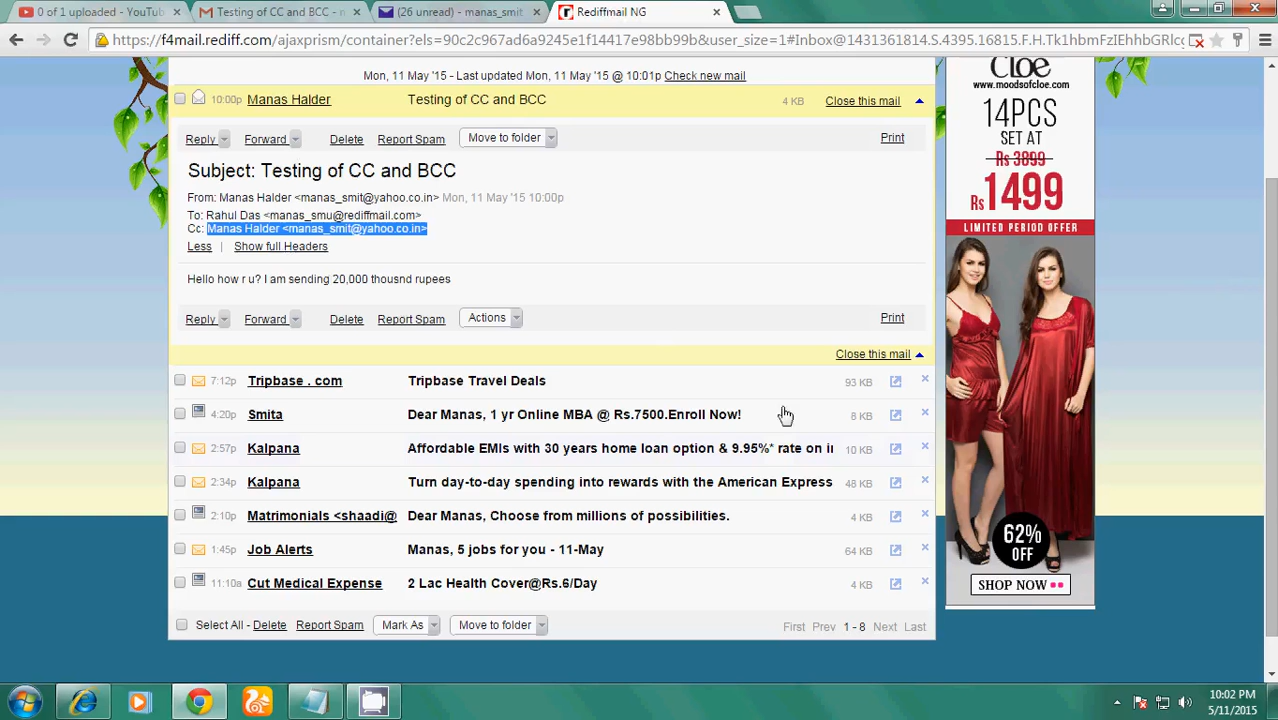 0 of 1 uploaded - YouTub
Testing of CC and BCC - m
(26 unread) - manas_smit
Rediffmail NG
https://f4mail.rediff.com/ajaxprism/container?els=90c2c967ad6a9245e1f14417e98bb99b&user_size=1#Inbox@1431361814.S.4395.16815.F.H.Tk1hbmFzIEhhbGRlcg
Mon, 11 May '15 - Last updated Mon, 11 May '15 @ 10:01p Check new mail
10:00p Manas Halder Testing of CC and BCC 4 KB Close this mail
Reply Forward Delete Report Spam Move to folder Print
Subject: Testing of CC and BCC
From: Manas Halder <manas_smit@yahoo.co.in> Mon, 11 May '15 10:00p
To: Rahul Das <manas_smu@rediffmail.com>
Cc: Manas Halder <manas_smit@yahoo.co.in>
Less | Show full Headers
Hello how r u? I am sending 20,000 thousnd rupees
Reply Forward Delete Report Spam Actions Print
Close this mail
7:12p Tripbase . com Tripbase Travel Deals 93 KB
4:20p Smita Dear Manas, 1 yr Online MBA @ Rs.7500.Enroll Now! 8 KB
2:57p Kalpana Affordable EMIs with 30 years home loan option & 9.95%* rate on in 10 KB
2:34p Kalpana Turn day-to-day spending into rewards with the American Express 48 KB
2:10p Matrimonials <shaadi@ Dear Manas, Choose from millions of possibilities. 4 KB
1:45p Job Alerts Manas, 5 jobs for you - 11-May 64 KB
11:10a Cut Medical Expense 2 Lac Health Cover@Rs.6/Day 4 KB
Select All - Delete Report Spam Mark As Move to folder First Prev 1 - 8 Next Last
CLOE
www.moodsofcloe.com
14PCS
SET AT
Rs 3899
Rs 1499
LIMITED PERIOD OFFER
62%
OFF
SHOP NOW
10:02 PM
5/11/2015